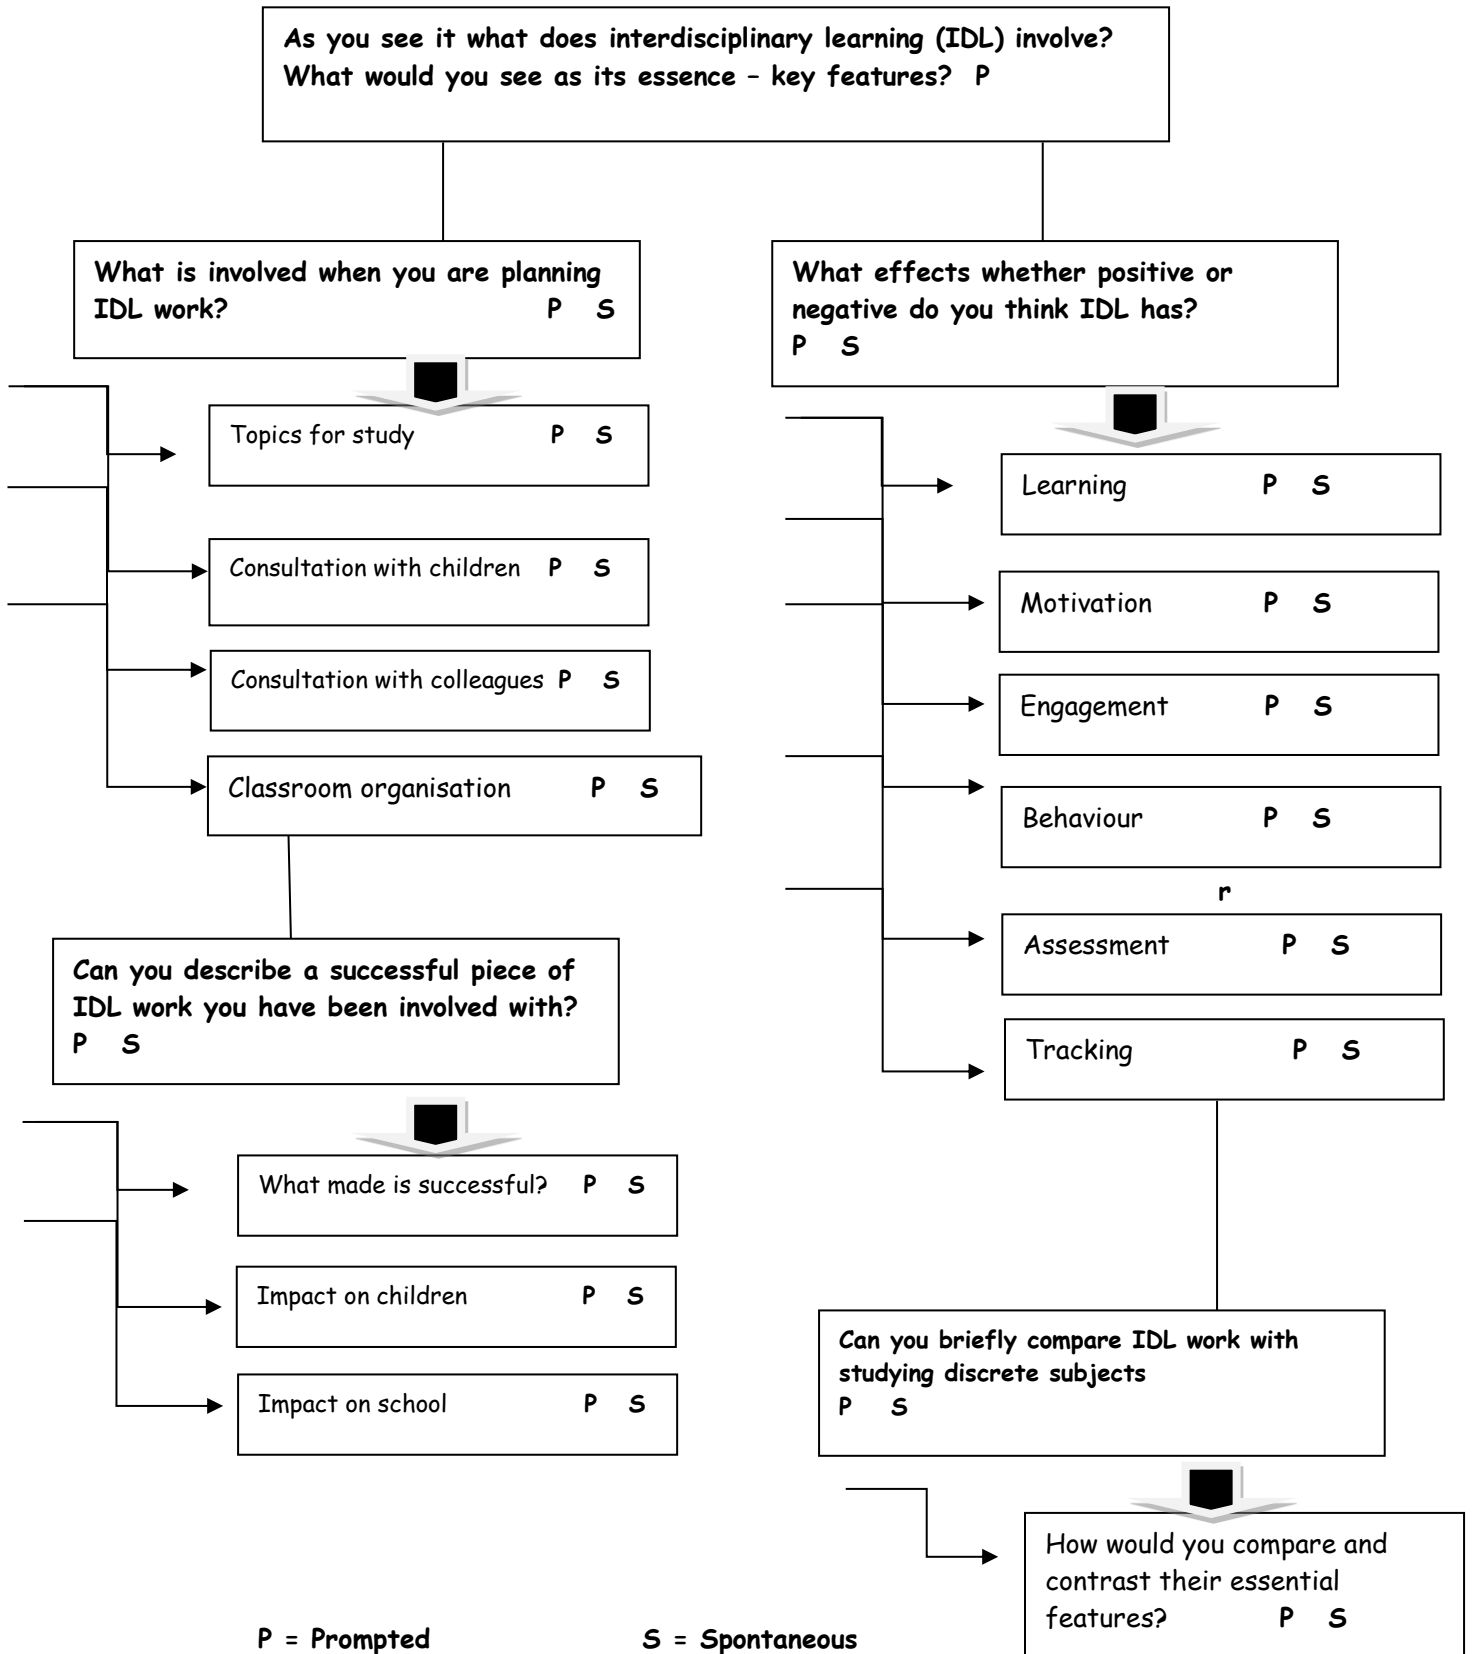 As you see it what does interdisciplinary learning (IDL) involve?
What would you see as its essence – key features? P
What is involved when you are planning
IDL work? P S
Topics for study P S
Consultation with children P S
Consultation with colleagues P S
Classroom organisation P S
Can you describe a successful piece of
IDL work you have been involved with?
P S
What made is successful? P S
Impact on children P S
Impact on school P S
What effects whether positive or
negative do you think IDL has?
P S
Learning P S
Motivation P S
Engagement P S
Behaviour P S
r
Assessment P S
Tracking P S
Can you briefly compare IDL work with
studying discrete subjects
P S
How would you compare and
contrast their essential
features? P S
P = Prompted S = Spontaneous